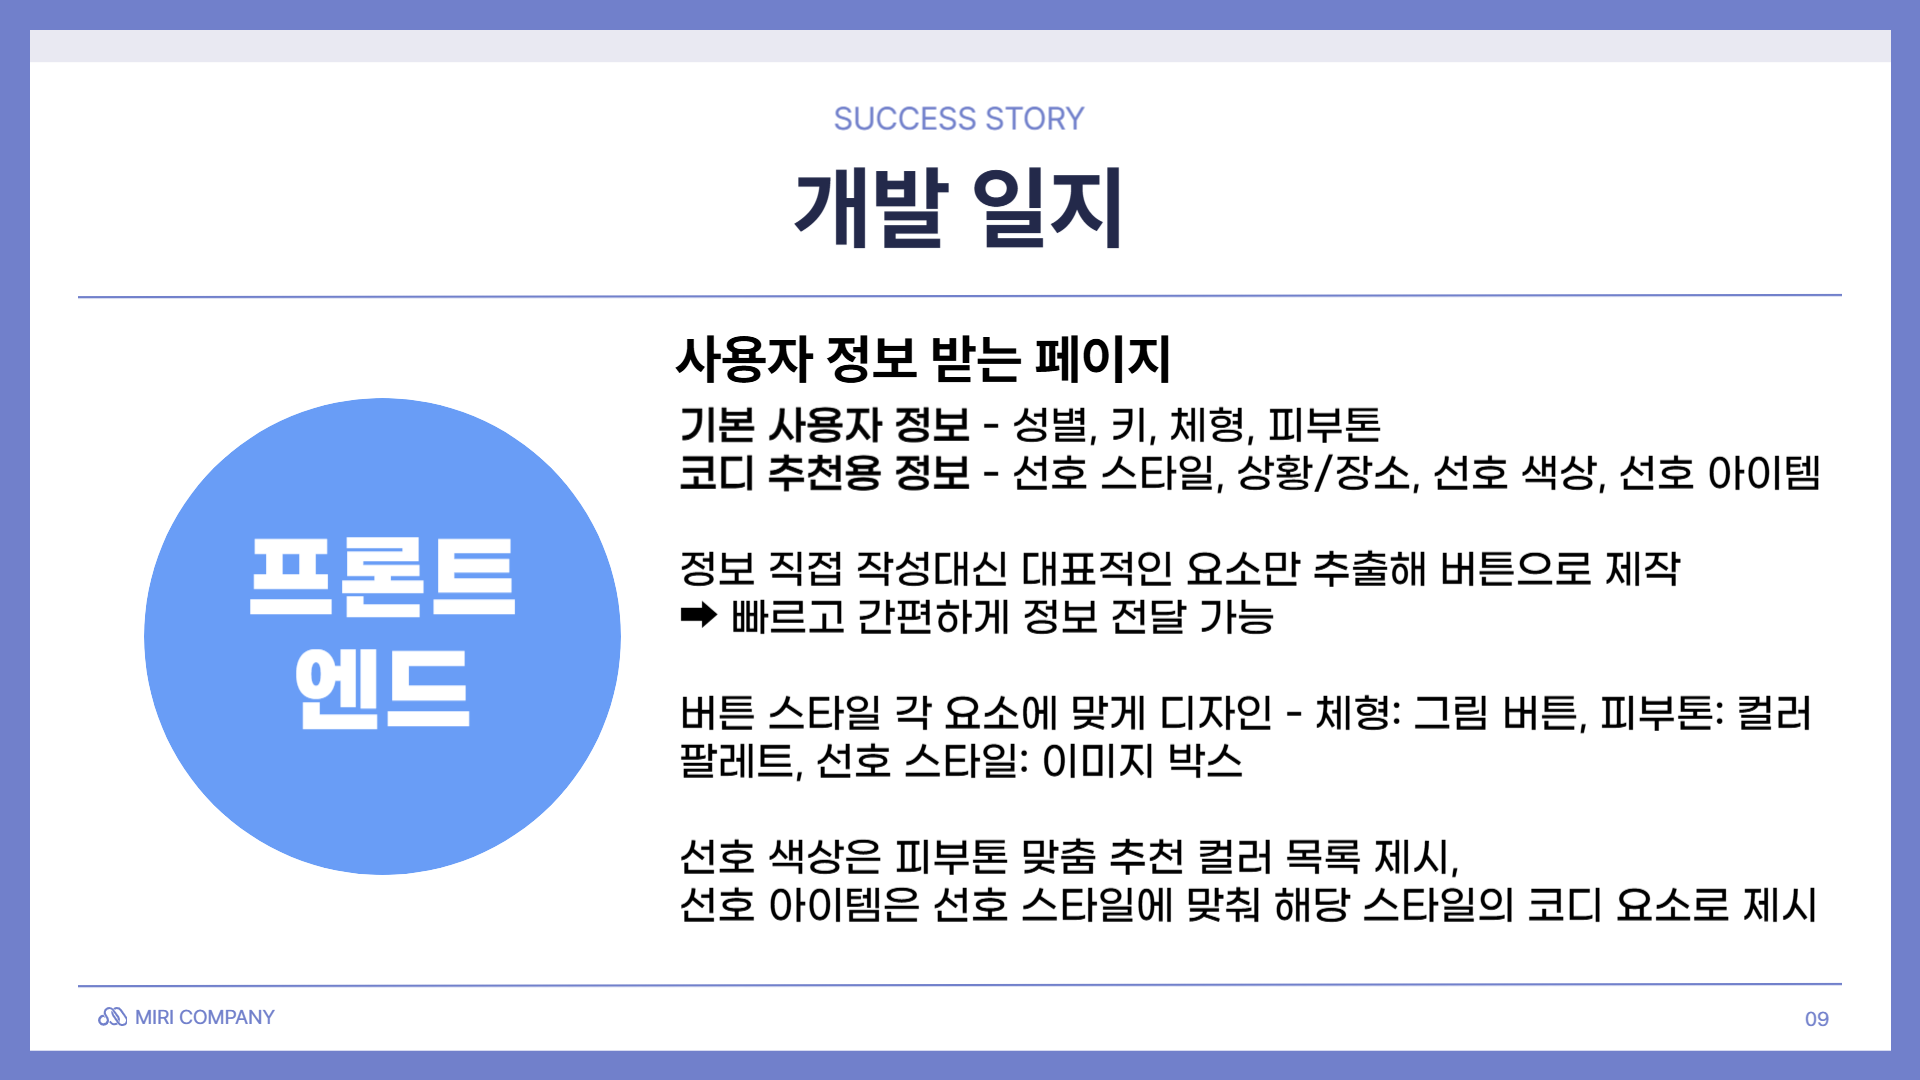 SUCCESS STORY
개발 일지
프론트
엔드
사용자 정보 받는 페이지
기본 사용자 정보 - 성별, 키, 체형, 피부톤
코디 추천용 정보 - 선호 스타일, 상황/장소, 선호 색상, 선호 아이템
정보 직접 작성대신 대표적인 요소만 추출해 버튼으로 제작
➡ 빠르고 간편하게 정보 전달 가능
버튼 스타일 각 요소에 맞게 디자인 - 체형: 그림 버튼, 피부톤: 컬러
팔레트, 선호 스타일: 이미지 박스
선호 색상은 피부톤 맞춤 추천 컬러 목록 제시,
선호 아이템은 선호 스타일에 맞춰 해당 스타일의 코디 요소로 제시
MIRI COMPANY
09